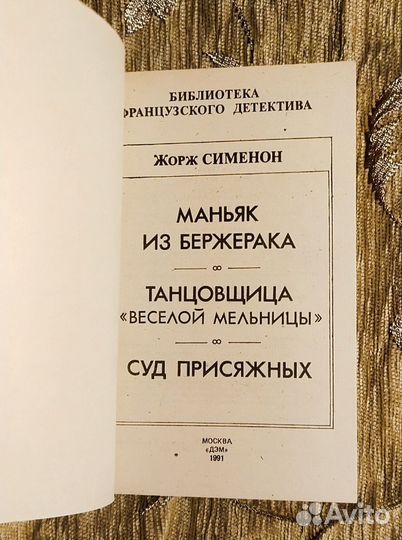 БИБЛИОТЕКА
ФРАНЦУЗСКОГО ДЕТЕКТИВА
Жорж СИМЕНОН
МАНЬЯК
ИЗ БЕРЖЕРАКА
ТАНЦОВЩИЦА
«ВЕСЕЛОЙ МЕЛЬНИЦЫ»
СУД ПРИСЯЖНЫХ
МОСКВА
«ДЭМ»
1991
Avito